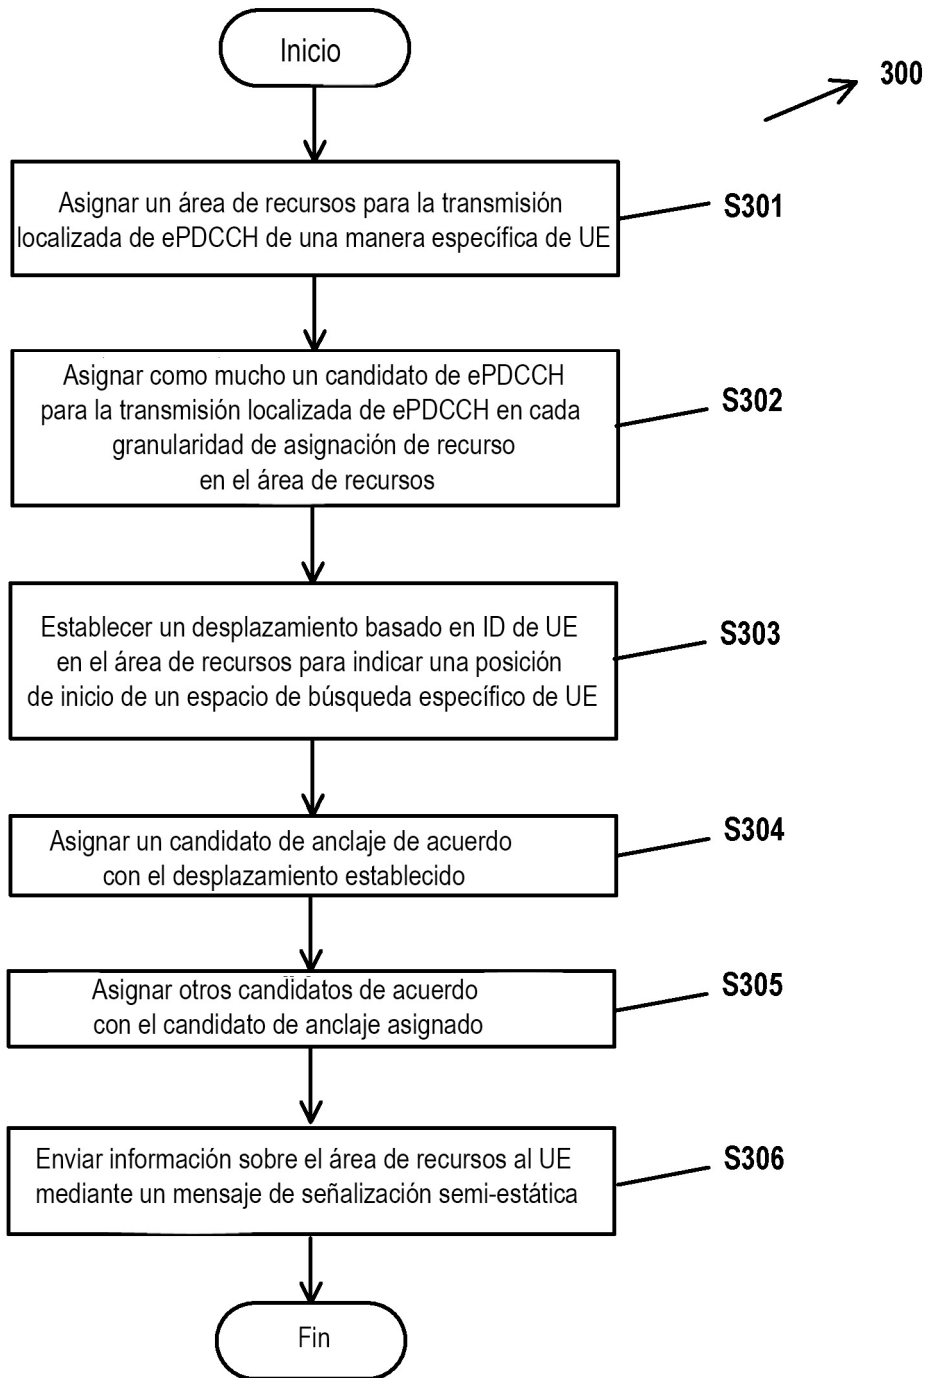 Inicio
300
Asignar un área de recursos para la transmisión
localizada de ePDCCH de una manera específica de UE
S301
Asignar como mucho un candidato de ePDCCH
para la transmisión localizada de ePDCCH en cada
granularidad de asignación de recurso
en el área de recursos
S302
Establecer un desplazamiento basado en ID de UE
en el área de recursos para indicar una posición
de inicio de un espacio de búsqueda específico de UE
S303
Asignar un candidato de anclaje de acuerdo
con el desplazamiento establecido
S304
Asignar otros candidatos de acuerdo
con el candidato de anclaje asignado
S305
Enviar información sobre el área de recursos al UE
mediante un mensaje de señalización semi-estática
S306
Fin